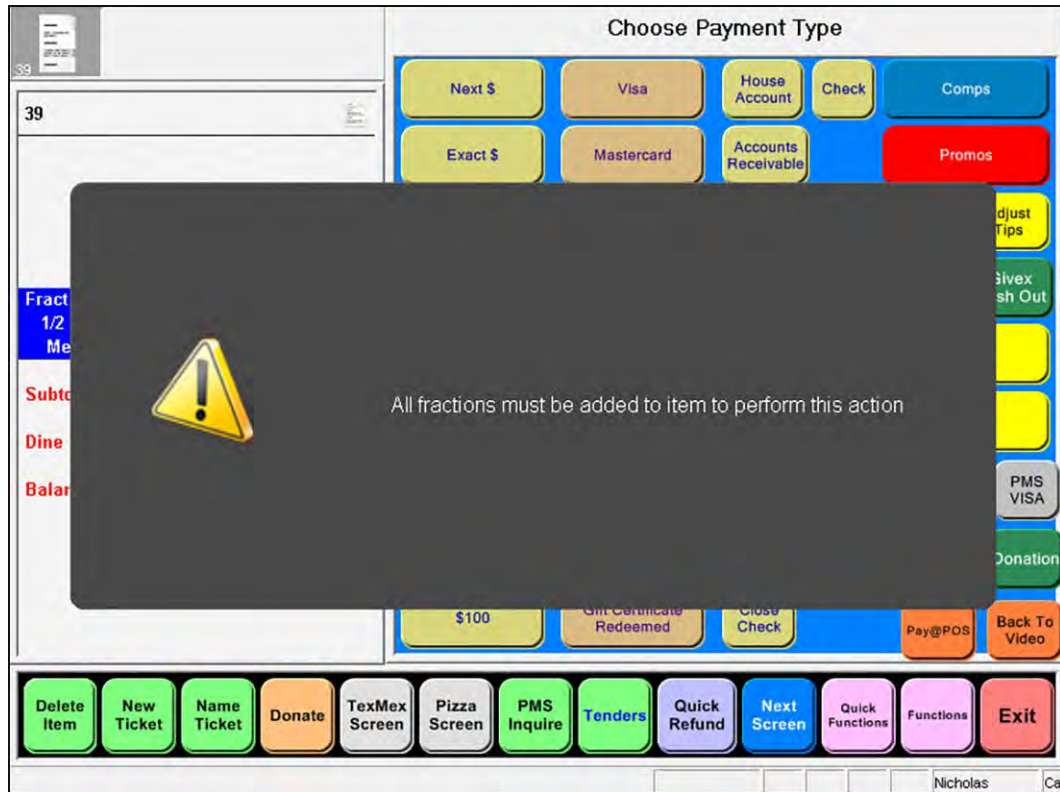 39
Choose Payment Type
39
Next $
Visa
House
Account
Check
Comps
Exact $
Mastercard
Accounts
Receivable
Promos
djust
Tips
Givex
sh Out
Fract
1/2
Me
Subto
Dine
Balar
All fractions must be added to item to perform this action
PMS
VISA
Donation
$100
Gift Certificate
Redeemed
Close
Check
Pay@POS
Back To
Video
Delete
Item
New
Ticket
Name
Ticket
Donate
TexMex
Screen
Pizza
Screen
PMS
Inquire
Tenders
Quick
Refund
Next
Screen
Quick
Functions
Functions
Exit
Nicholas
Ca